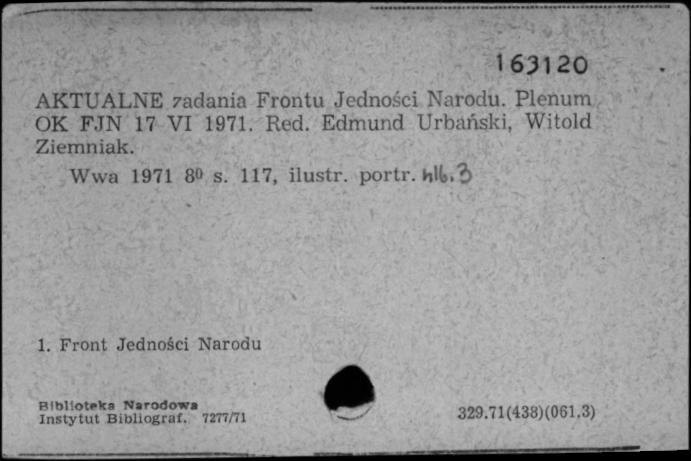 163120
AKTUALNE zadania Frontu Jedności Narodu. Plenum
OK FJN 17 VI 1971. Red. Edmund Urbański, Witold
Ziemniak.
Wwa 1971 8⁰ s. 117, ilustr. portr. nlb. 3
1. Front Jedności Narodu
Biblioteka Narodowa
Instytut Bibliograf. 7277/71
329.71(438)(061.3)